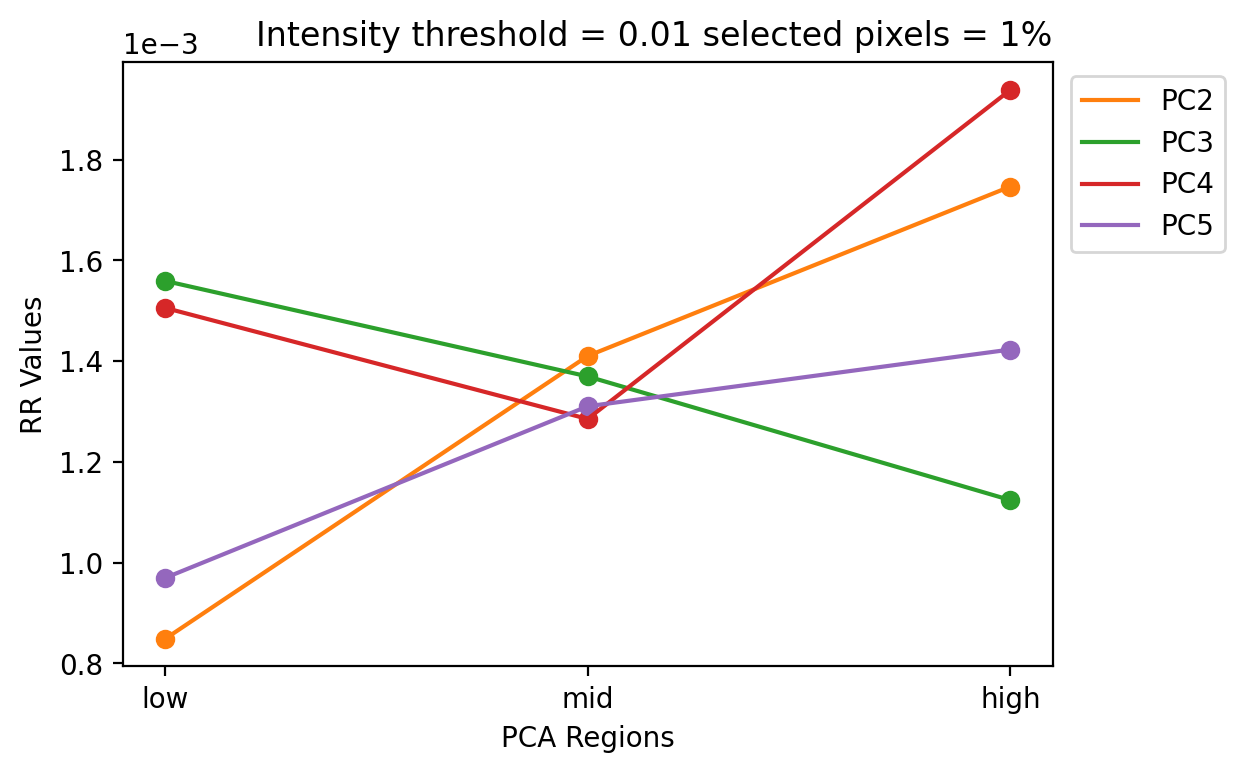 Intensity threshold = 0.01 selected pixels = 1%
1e−3
1.8
1.6
1.4
1.2
1.0
0.8
RR Values
low
mid
high
PCA Regions
PC2
PC3
PC4
PC5